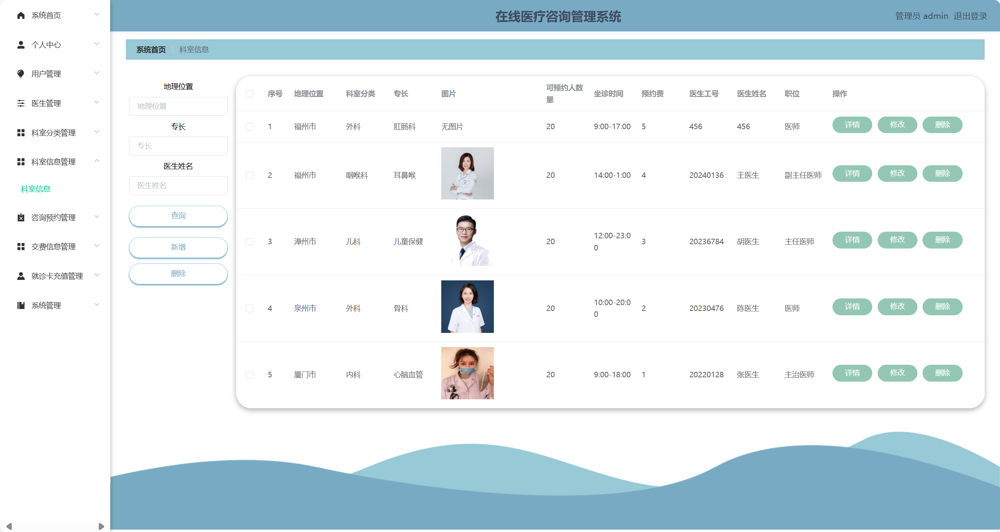 在线医疗咨询管理系统
管理员 admin 退出登录
系统首页
个人中心
用户管理
医生管理
科室分类管理
科室信息管理
科室信息
咨询预约管理
交费信息管理
就诊卡充值管理
系统管理
系统首页 科室信息
地理位置
地理位置
专长
专长
医生姓名
医生姓名
查询
新增
删除
序号 地理位置 科室分类 专长 图片 可预约人数量 坐诊时间 预约费 医生工号 医生姓名 职位 操作
1 福州市 外科 肛肠科 无图片 20 9:00-17:00 5 456 456 医师 详情 修改 删除
2 福州市 咽喉科 耳鼻喉 20 14:00-1:00 4 20240136 王医生 副主任医师 详情 修改 删除
3 漳州市 儿科 儿童保健 20 12:00-23:00 3 20236784 胡医生 主任医师 详情 修改 删除
4 泉州市 外科 骨科 20 10:00-20:00 2 20230476 陈医生 医师 详情 修改 删除
5 厦门市 内科 心脑血管 20 9:00-18:00 1 20220128 张医生 主治医师 详情 修改 删除